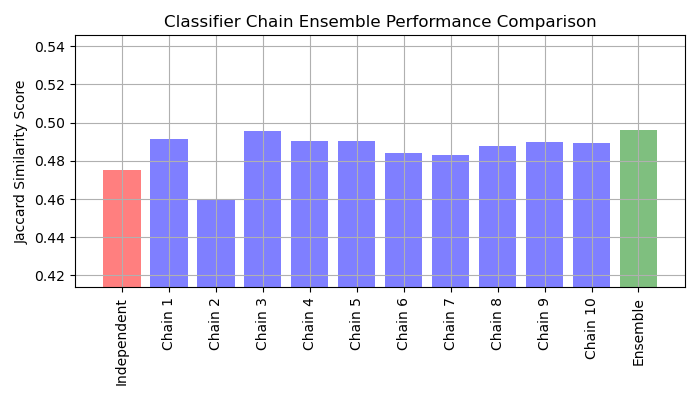 Classifier Chain Ensemble Performance Comparison
Jaccard Similarity Score
0.54
0.52
0.50
0.48
0.46
0.44
0.42
Independent
Chain 1
Chain 2
Chain 3
Chain 4
Chain 5
Chain 6
Chain 7
Chain 8
Chain 9
Chain 10
Ensemble